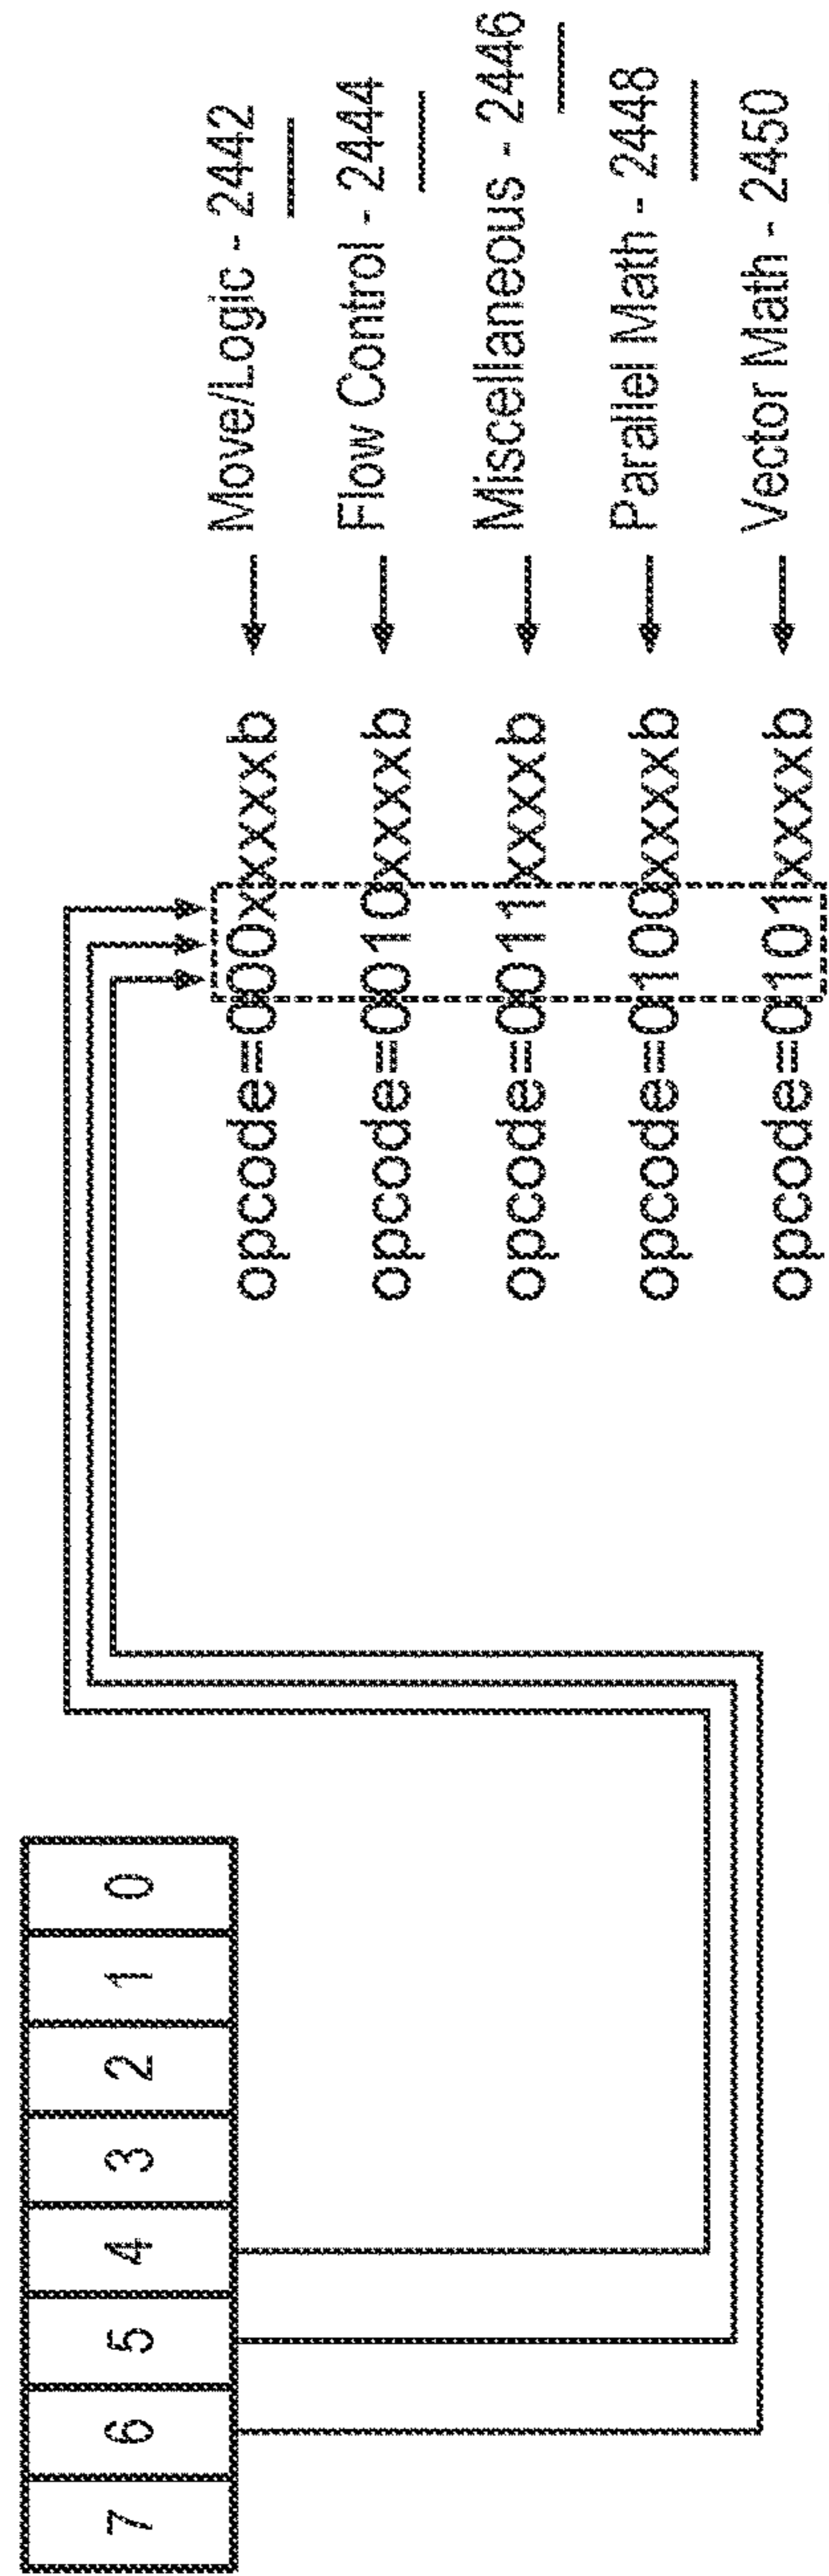 7 6 5 4 3 2 1 0
opcode=000xxxxxb Move/Logic - 2442
opcode=0010xxxxb Flow Control - 2444
opcode=0011xxxxb Miscellaneous - 2446
opcode=0100xxxxb Parallel Math - 2448
opcode=0101xxxxb Vector Math - 2450